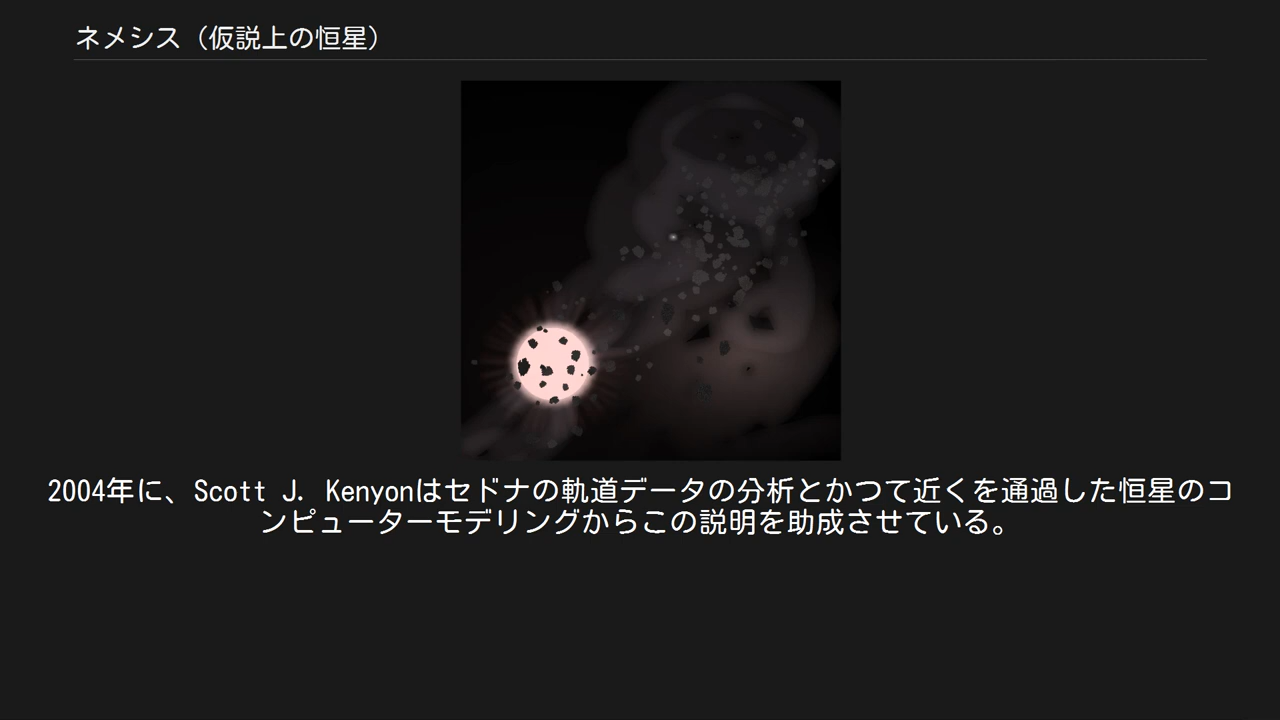 ネメシス（仮説上の恒星）
2004年に、Scott J. Kenyonはセドナの軌道データの分析とかつて近くを通過した恒星のコ
ンピューターモデリングからこの説明を助成させている。